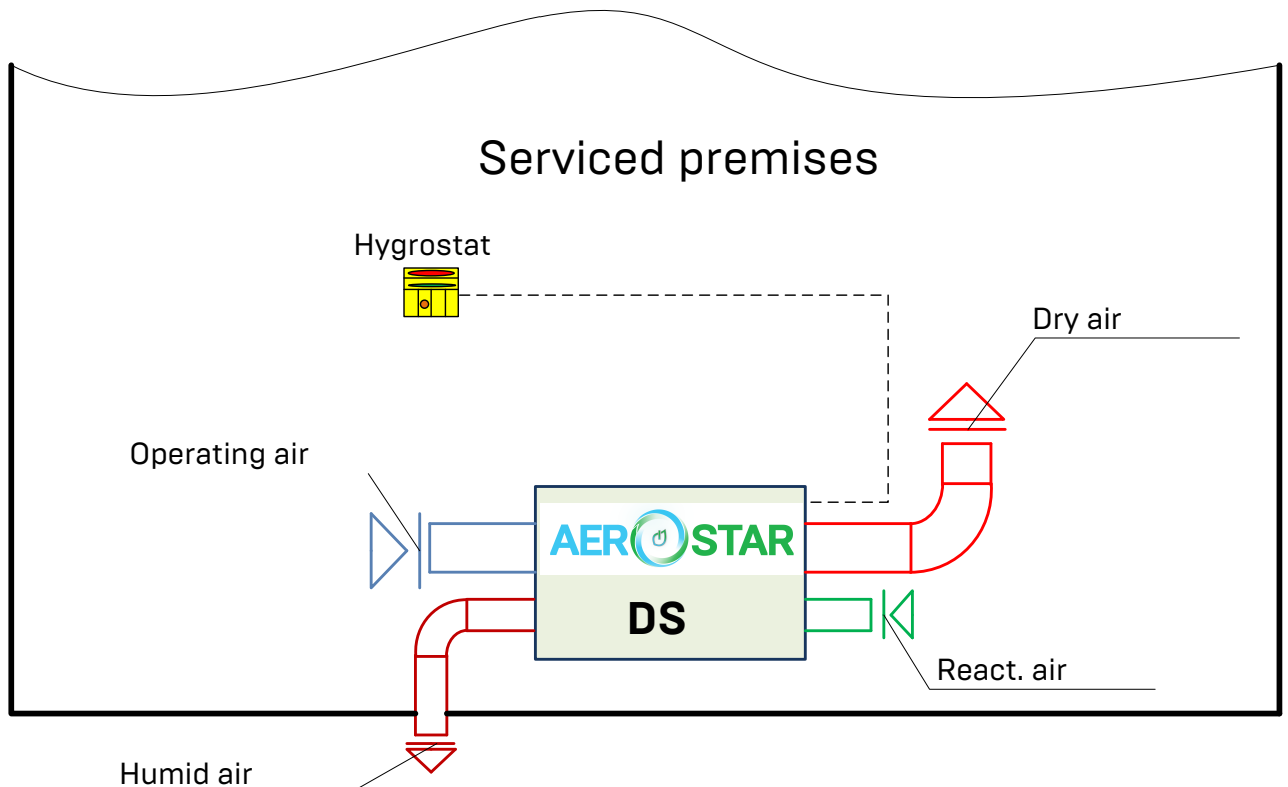 Serviced premises
Hygrostat
Dry air
Operating air
AEROSTAR
DS
React. air
Humid air